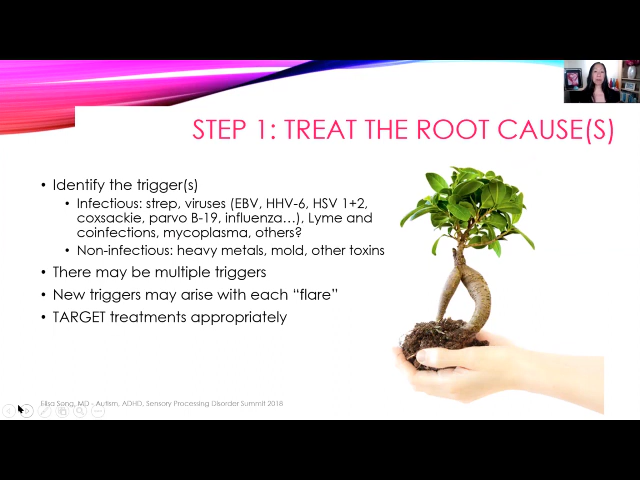 STEP 1: TREAT THE ROOT CAUSE(S)
• Identify the trigger(s)
• Infectious: strep, viruses (EBV, HHV-6, HSV 1+2,
coxsackie, parvo B-19, influenza...), Lyme and
coinfections, mycoplasma, others?
• Non-infectious: heavy metals, mold, other toxins
• There may be multiple triggers
• New triggers may arise with each “flare”
• TARGET treatments appropriately
Elisa Song, MD - Autism, ADHD, Sensory Processing Disorder Summit 2018